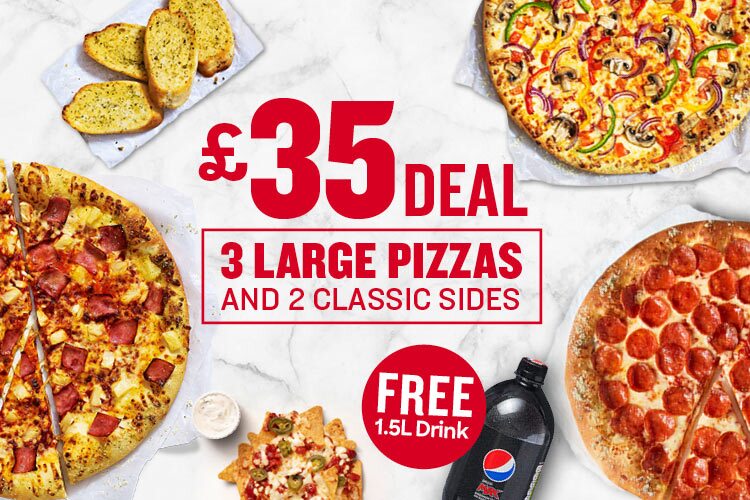 £35 DEAL
3 LARGE PIZZAS
AND 2 CLASSIC SIDES
FREE
1.5L Drink